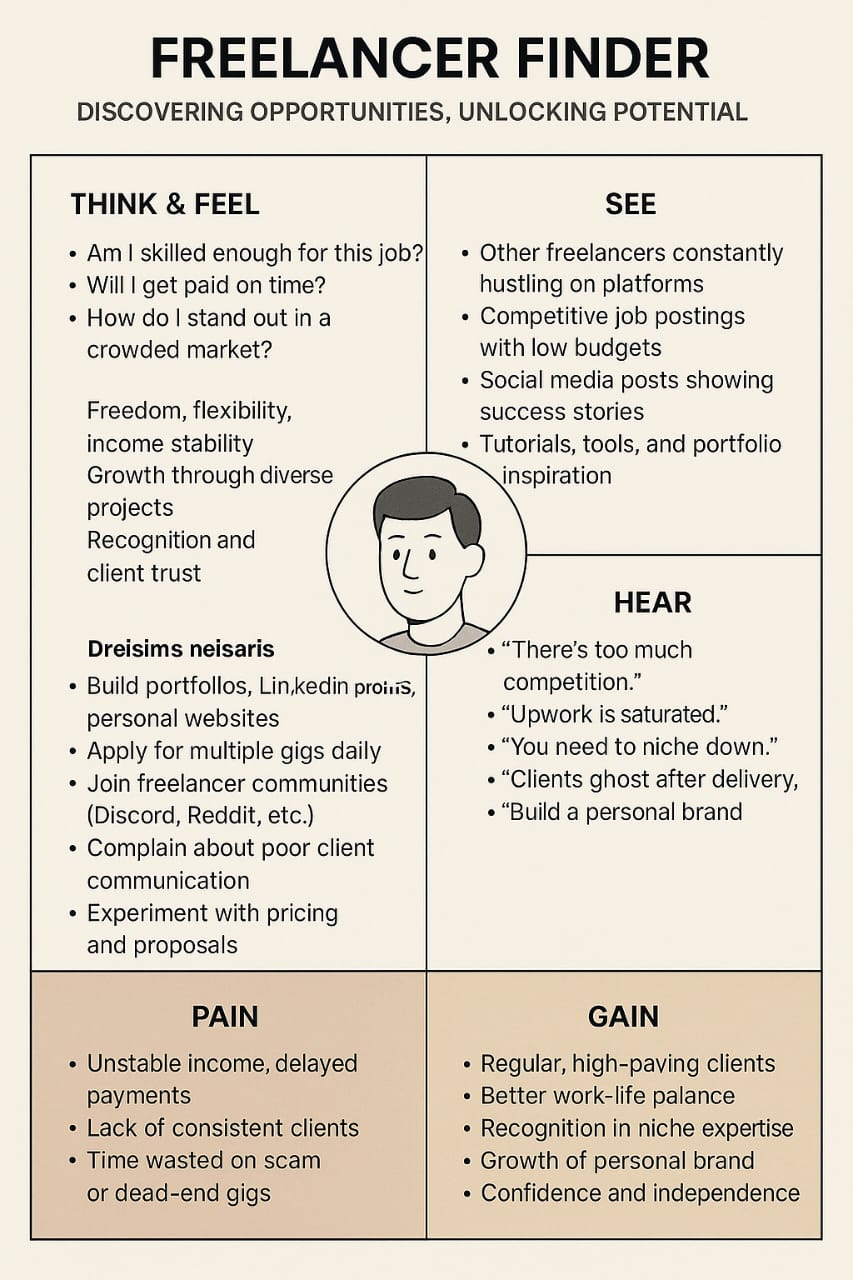 FREELANCER FINDER
DISCOVERING OPPORTUNITIES, UNLOCKING POTENTIAL
THINK & FEEL
• Am I skilled enough for this job?
• Will I get paid on time?
• How do I stand out in a
crowded market?
Freedom, flexibility,
income stability
Growth through diverse
projects
Recognition and
client trust
Dreisims neisaris
• Build portfollos, Lin,kedin
personal websites
• Apply for multiple gigs daily
• Join freelancer communities
(Discord, Reddit, etc.)
• Complain about poor client
communication
• Experiment with pricing
and proposals
SEE
• Other freelancers constantly
hustling on platforms
• Competitive job postings
with low budgets
• Social media posts showing
success stories
• Tutorials, tools, and portfolio
inspiration
HEAR
• “There’s too much
competition.”
• “Upwork is saturated.”
• “You need to niche down.”
• “Clients ghost after delivery,
• “Build a personal brand
PAIN
• Unstable income, delayed
payments
• Lack of consistent clients
• Time wasted on scam
or dead-end gigs
GAIN
• Regular, high-paving clients
• Better work-life palance
• Recognition in niche expertise
• Growth of personal brand
• Confidence and independence